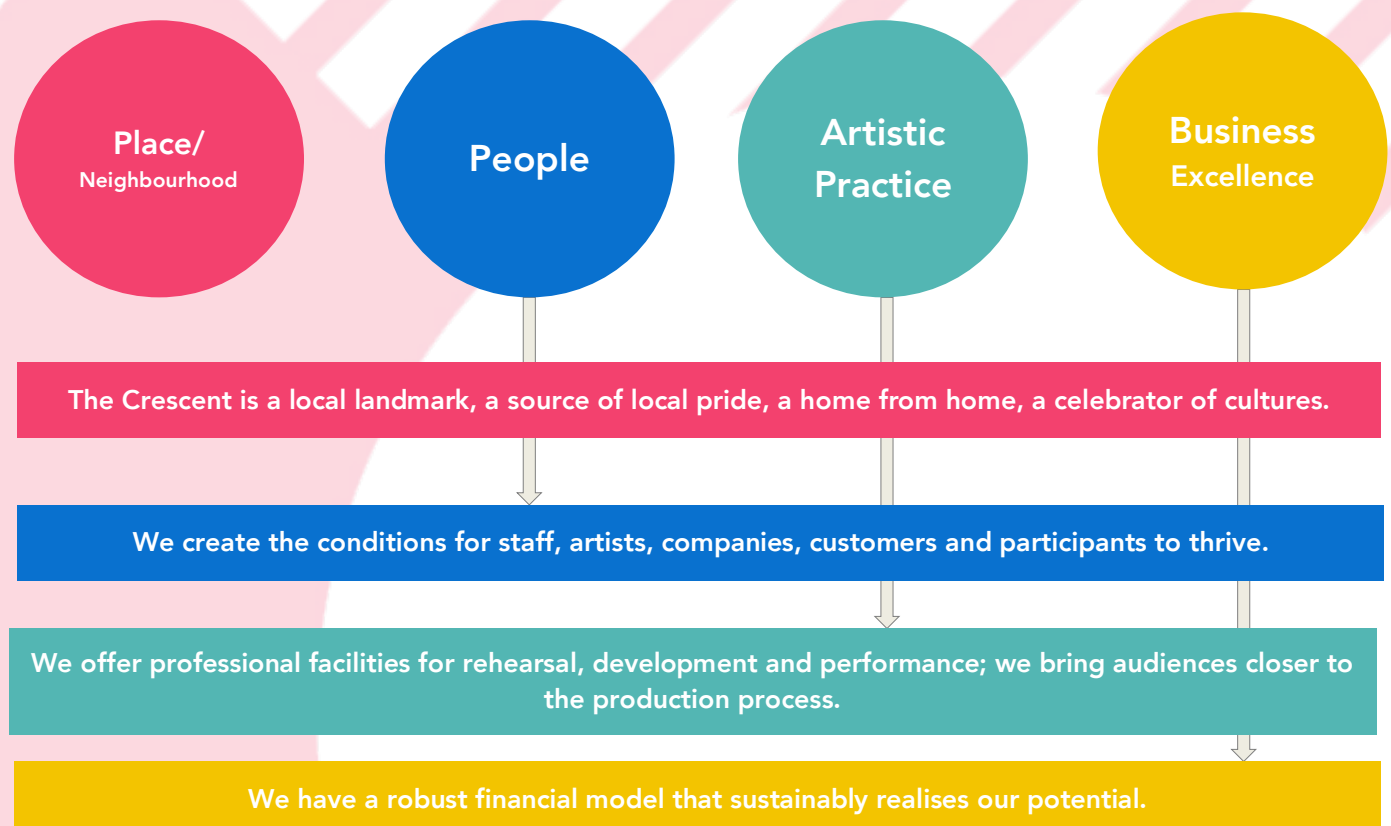 Place/
Neighbourhood
People
Artistic
Practice
Business
Excellence
The Crescent is a local landmark, a source of local pride, a home from home, a celebrator of cultures.
We create the conditions for staff, artists, companies, customers and participants to thrive.
We offer professional facilities for rehearsal, development and performance; we bring audiences closer to
the production process.
We have a robust financial model that sustainably realises our potential.